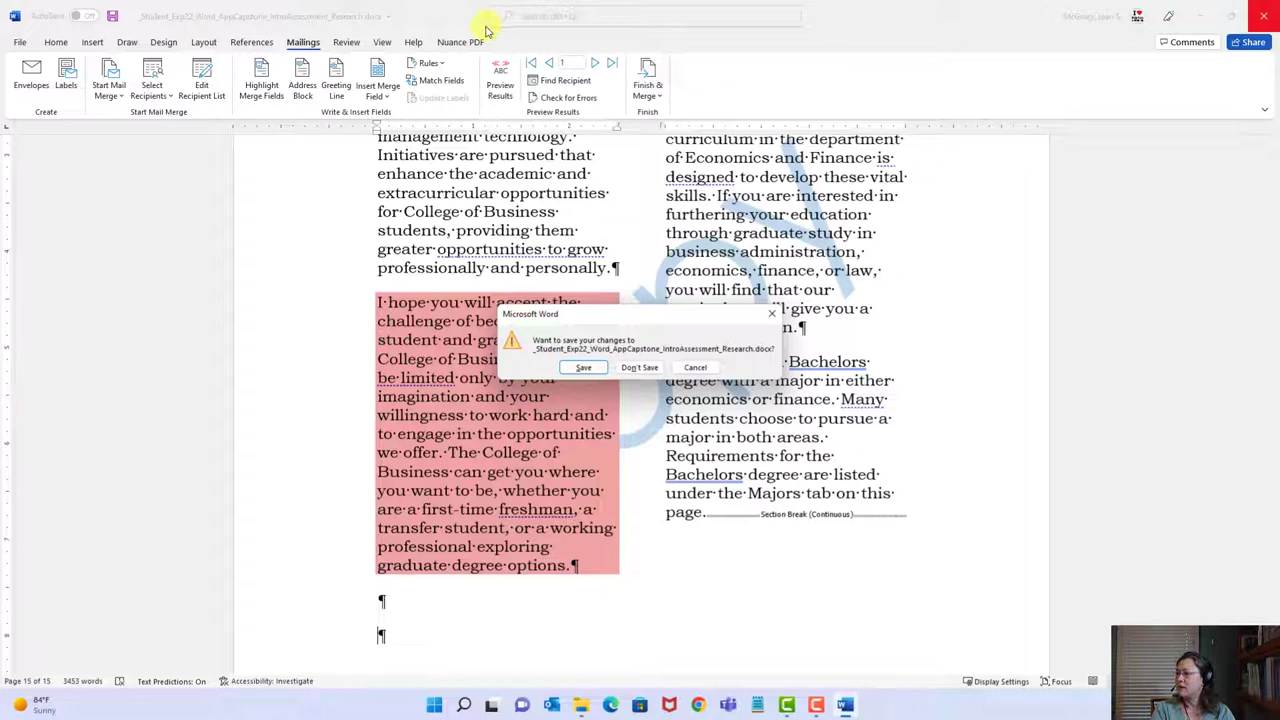 AutoSave Off _Student_Exp22_Word_AppCapstone_IntroAssessment_Research.docx
File Home Insert Draw Design Layout References Mailings Review View Help Nuance PDF Comments Share
Envelopes Labels Start Mail Merge Select Recipients Edit Recipient List Highlight Merge Fields Address Block Greeting Line Insert Merge Field Rules Match Fields Update Labels Preview Results 1 Find Recipient Check for Errors Finish & Merge
Create Start Mail Merge Write & Insert Fields Preview Results Finish
management·technology.·
Initiatives·are·pursued·that·
enhance·the·academic·and·
extracurricular·opportunities·
for·College·of·Business·
students,·providing·them·
greater·opportunities·to·grow·
professionally·and·personally.¶
I·hope·you·will·accept·the·
challenge·of
student·and
College·of
be·limited·only·by·your·
imagination·and·your·
willingness·to·work·hard·and·
to·engage·in·the·opportunities·
we·offer.·The·College·of·
Business·can·get·you·where·
you·want·to·be,·whether·you·
are·a·first-time·freshman,·a·
transfer·student,·or·a·working·
professional·exploring·
graduate·degree·options.¶
¶
¶
curriculum·in·the·department·
of·Economics·and·Finance·is·
designed·to·develop·these·vital·
skills.·If·you·are·interested·in·
furthering·your·education·
through·graduate·study·in·
business·administration,·
economics,·finance,·or·law,·
you·will·find·that·our·
will·give·you·a·
n.¶
Bachelors·
degree·with·a·major·in·either·
economics·or·finance.·Many·
students·choose·to·pursue·a·
major·in·both·areas.·
Requirements·for·the·
Bachelors·degree·are·listed·
under·the·Majors·tab·on·this·
page. Section Break (Continuous)
Microsoft Word
Want to save your changes to
_Student_Exp22_Word_AppCapstone_IntroAssessment_Research.docx?
Save Don't Save Cancel
Page 15 of 15 3453 words Text Predictions: On Accessibility: Investigate Display Settings Focus
84°F
Sunny